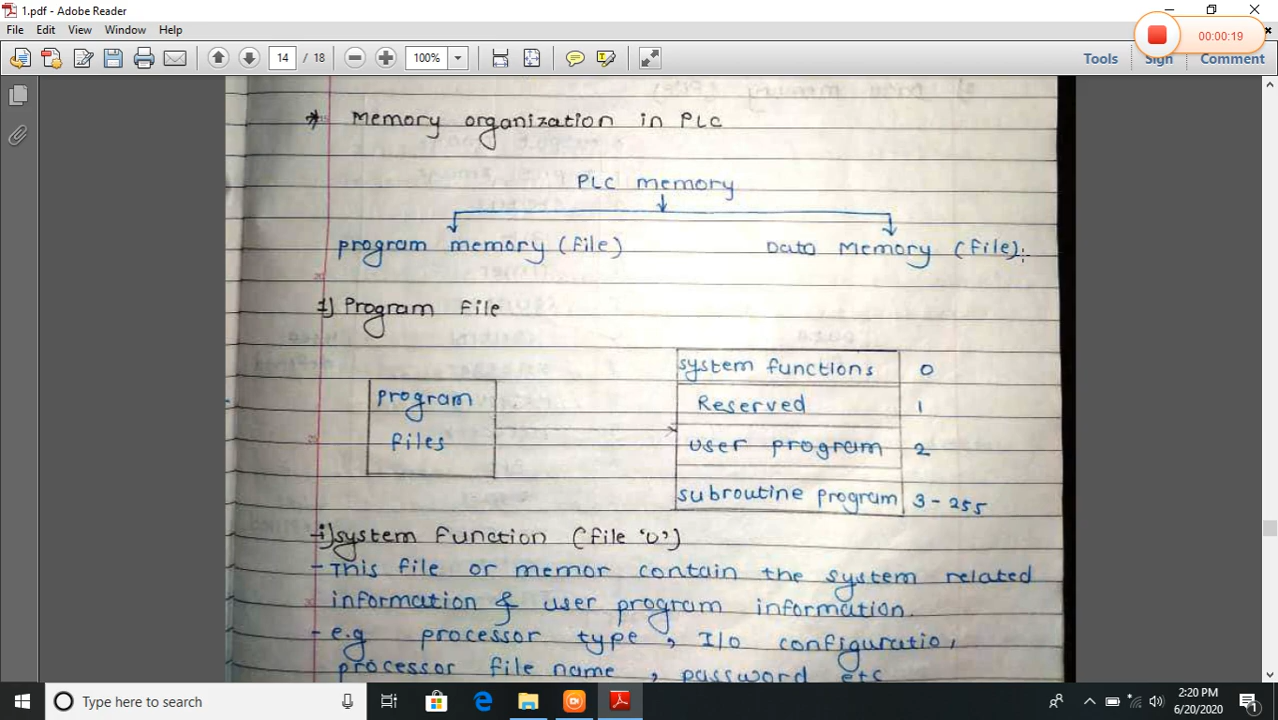 1.pdf - Adobe Reader
File Edit View Window Help
00:00:19
14 / 18 100% Tools Sign Comment
* Memory organization in PLC
PLC memory
program memory (file) Data Memory (file)
1) Program File
system functions 0
program Reserved 1
files user program 2
subroutine program 3 - 255
i) system Function (file '0')
- This file or memor contain the system related
information & user program information.
- e.g processor type, I/o configuratio,
processor file name, password etc
Type here to search
2:20 PM
6/20/2020
1